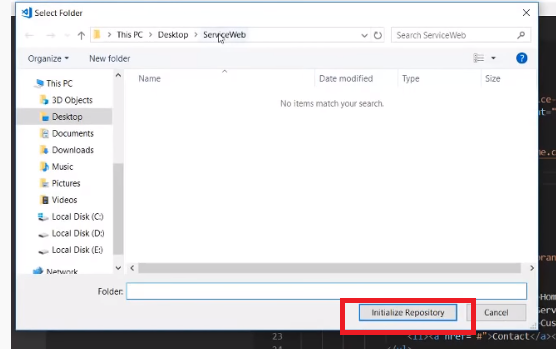 Select Folder
This PC > Desktop > ServiceWeb
Search ServiceWeb
Organize
New folder
Name
Date modified
Type
Size
This PC
3D Objects
Desktop
Documents
Downloads
Music
Pictures
Videos
Local Disk (C:)
Local Disk (D:)
Local Disk (E:)
Network
No items match your search.
Folder:
Initialize Repository
Cancel
23
<li><a href="#">Contact</a><